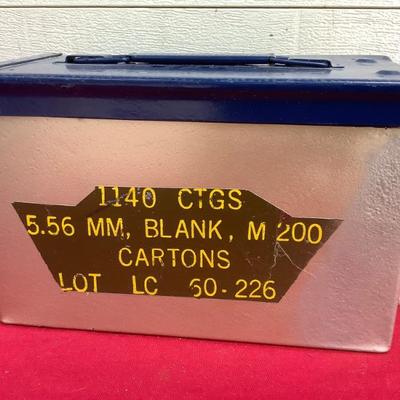 1140 CTGS
5.56 MM, BLANK, M 200
CARTONS
LOT LC 60-226